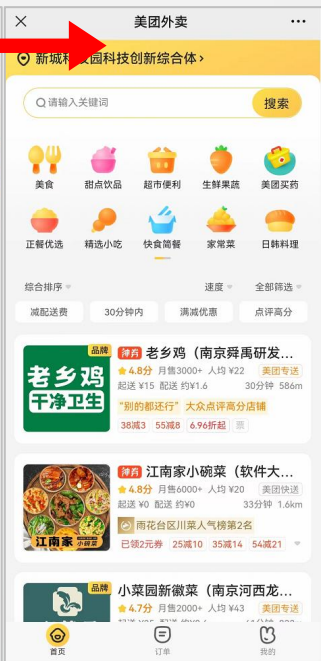 美团外卖
新城科 发园科技创新综合体
请输入关键词
搜索
美食 甜点饮品 超市便利 生鲜果蔬 美团买药
正餐优选 精选小吃 快食简餐 家常菜 日韩料理
综合排序 速度 全部筛选
减配送费 30分钟内 满减优惠 点评高分
品牌
老乡鸡
干净卫生
神券 老乡鸡（南京舜禹研发...
4.8分 月售3000+ 人均 ¥22 美团专送
起送 ¥15 配送 约¥1.6 30分钟 586m
"别的都还行" 大众点评高分店铺
38减3 55减8 6.96折起 票
江南家 小碗菜
神券 江南家小碗菜（软件大...
4.8分 月售6000+ 人均 ¥20 美团快送
起送 ¥0 配送 约¥0 33分钟 1.6km
雨花台区川菜人气榜第2名
已领2元券 25减10 35减14 54减21
品牌
小菜园新徽菜（南京河西龙...
4.7分 月售2000+ 人均 ¥43 美团专送
首页 订单 我的